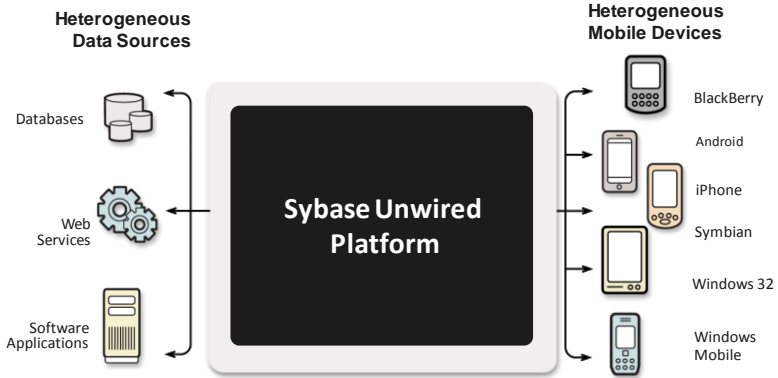 Heterogeneous
Data Sources
Databases
Web
Services
Software
Applications
Sybase Unwired
Platform
Heterogeneous
Mobile Devices
BlackBerry
Android
iPhone
Symbian
Windows 32
Windows
Mobile